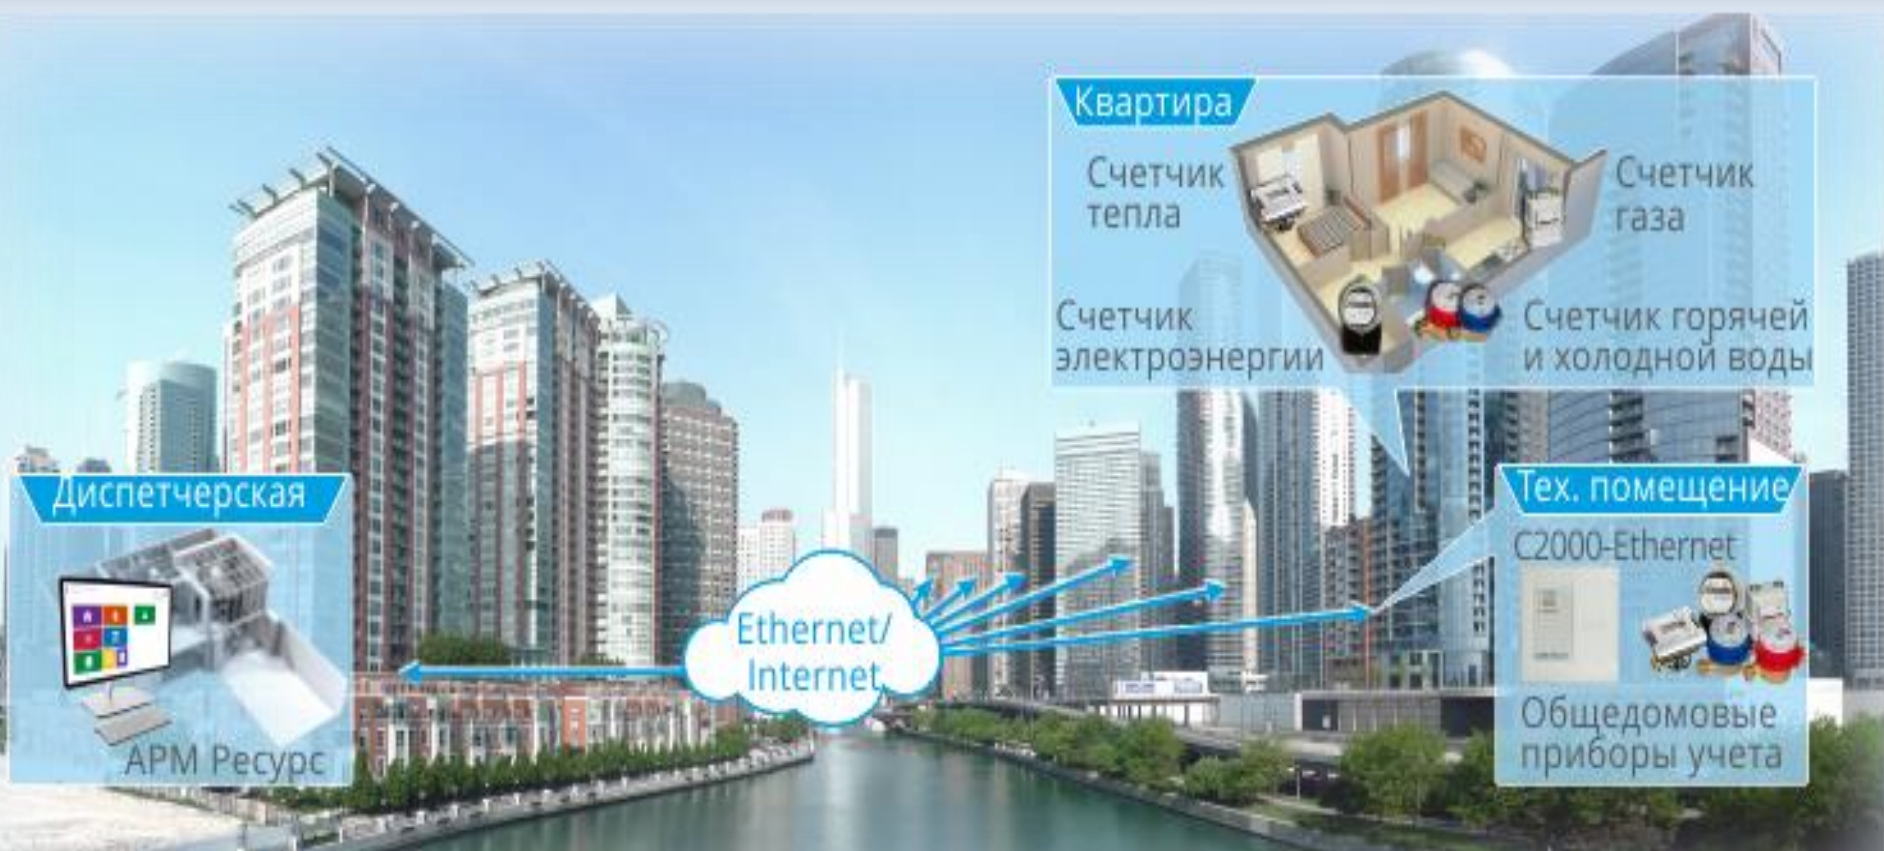 Квартира
Счетчик
тепла
Счетчик
газа
Счетчик
электроэнергии
Счетчик горячей
и холодной воды
Диспетчерская
АРМ Ресурс
Ethernet/
Internet
Тех. помещение
С2000-Ethernet
Общедомовые
приборы учета